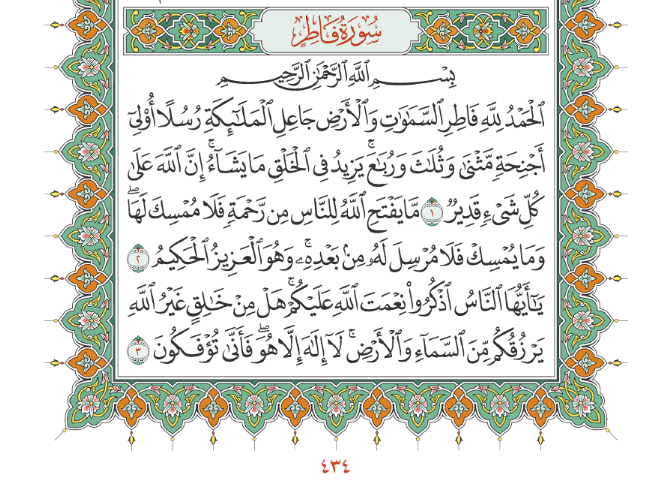 سُورَةُ فَاطِرٍ
بِسْمِ ٱللَّهِ ٱلرَّحْمَٰنِ ٱلرَّحِيمِ
ٱلْحَمْدُ لِلَّهِ فَاطِرِ ٱلسَّمَٰوَٰتِ وَٱلْأَرْضِ جَاعِلِ ٱلْمَلَٰٓئِكَةِ رُسُلًا أُو۟لِىٓ
أَجْنِحَةٍ مَّثْنَىٰ وَثُلَٰثَ وَرُبَٰعَ ۚ يَزِيدُ فِى ٱلْخَلْقِ مَا يَشَآءُ ۚ إِنَّ ٱللَّهَ عَلَىٰ
كُلِّ شَىْءٍ قَدِيرٌ ١ مَّا يَفْتَحِ ٱللَّهُ لِلنَّاسِ مِن رَّحْمَةٍ فَلَا مُمْسِكَ لَهَا ۖ
وَمَا يُمْسِكْ فَلَا مُرْسِلَ لَهُۥ مِنۢ بَعْدِهِۦ ۚ وَهُوَ ٱلْعَزِيزُ ٱلْحَكِيمُ ٢
يَٰٓأَيُّهَا ٱلنَّاسُ ٱذْكُرُوا۟ نِعْمَتَ ٱللَّهِ عَلَيْكُمْ ۚ هَلْ مِنْ خَٰلِقٍ غَيْرُ ٱللَّهِ
يَرْزُقُكُم مِّنَ ٱلسَّمَآءِ وَٱلْأَرْضِ ۚ لَآ إِلَٰهَ إِلَّا هُوَ ۖ فَأَنَّىٰ تُؤْفَكُونَ ٣
٤٣٤